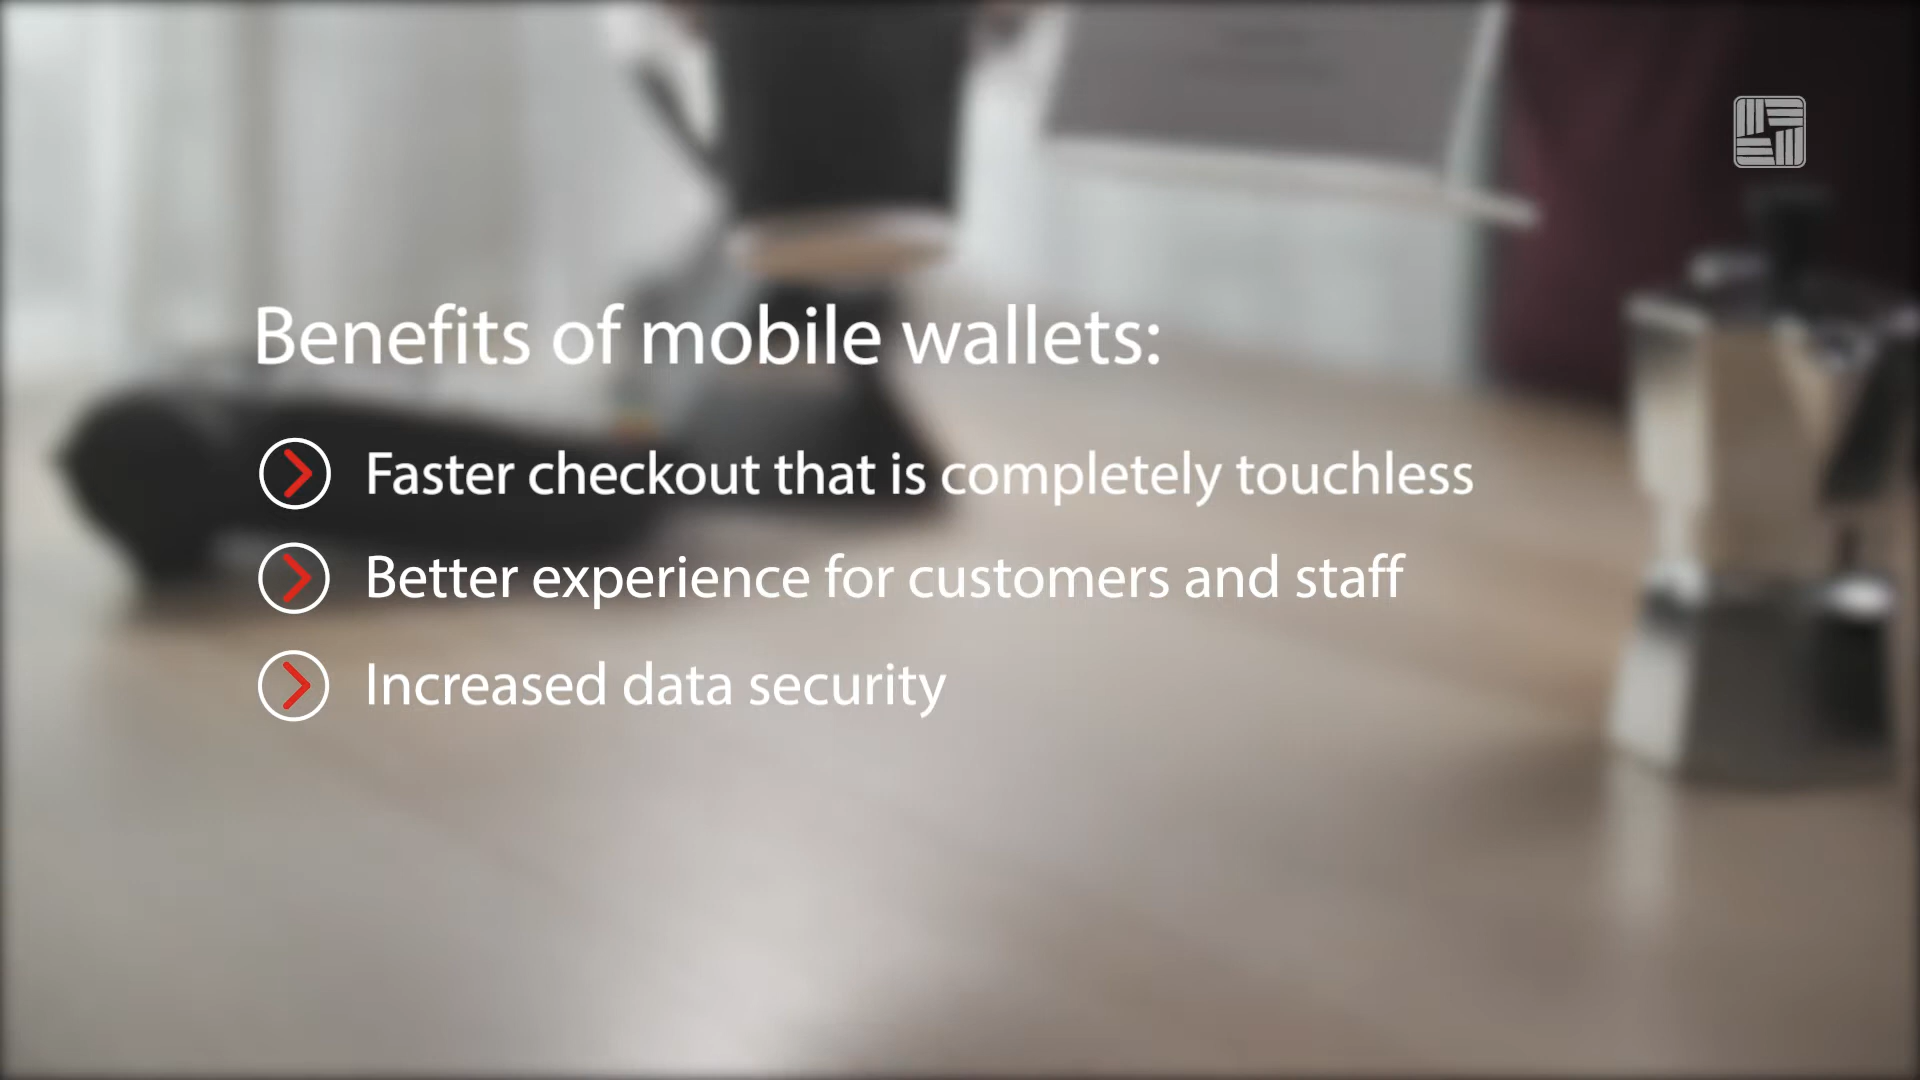 Benefits of mobile wallets:
Faster checkout that is completely touchless
Better experience for customers and staff
Increased data security